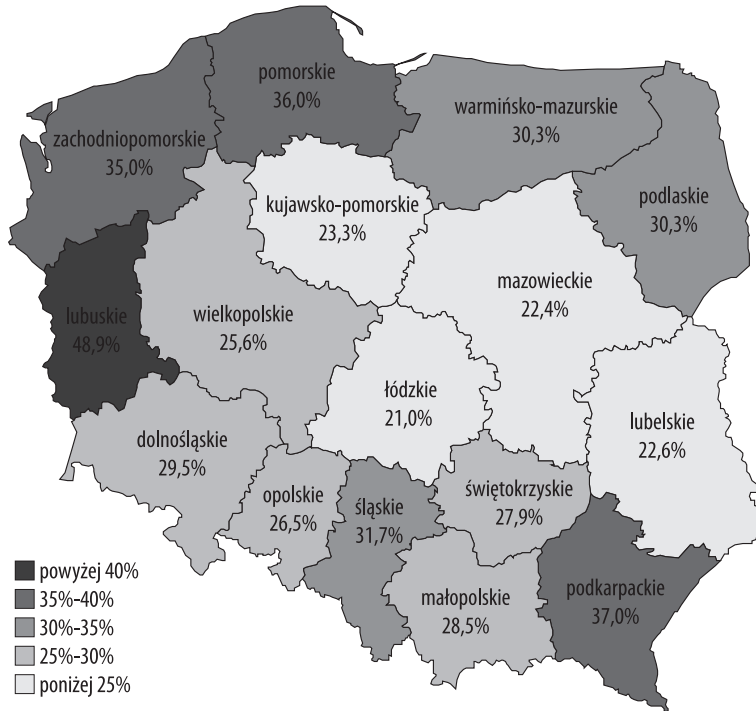 pomorskie
36,0%
warmińsko-mazurskie
30,3%
zachodniopomorskie
35,0%
podlaskie
30,3%
kujawsko-pomorskie
23,3%
mazowieckie
22,4%
lubuskie
48,9%
wielkopolskie
25,6%
łódzkie
21,0%
lubelskie
22,6%
dolnośląskie
29,5%
opolskie
26,5%
śląskie
31,7%
świętokrzyskie
27,9%
małopolskie
28,5%
podkarpackie
37,0%
powyżej 40%
35%-40%
30%-35%
25%-30%
poniżej 25%